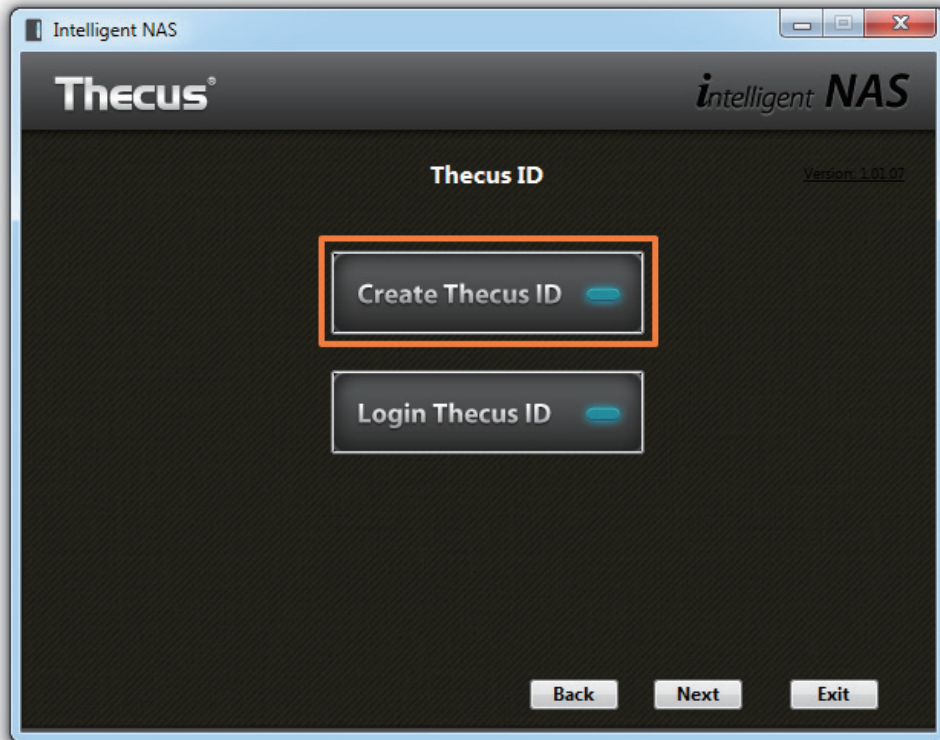 Intelligent NAS
Thecus®
intelligent NAS
Thecus ID
Version: 1.01.07
Create Thecus ID
Login Thecus ID
Back
Next
Exit